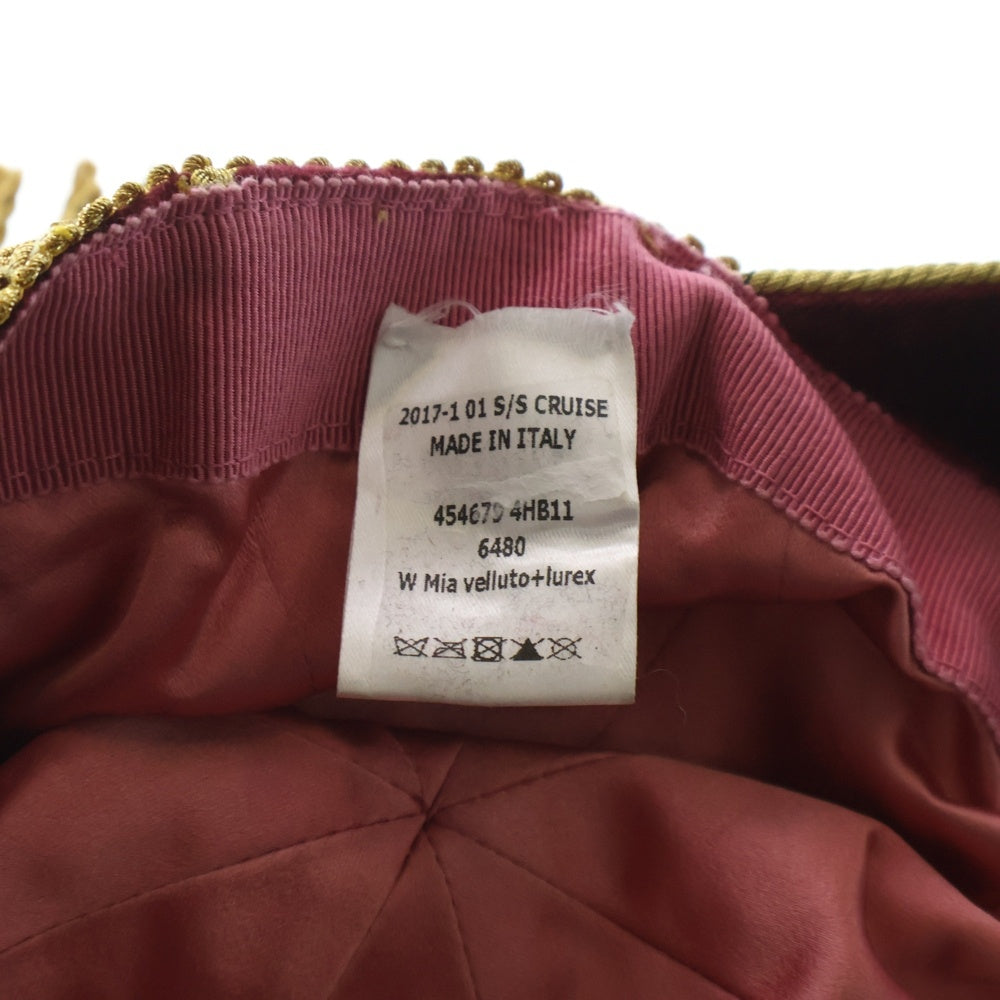 2017-1 01 S/S CRUISE
MADE IN ITALY
454679 4HB11
6480
W Mia velluto+lurex